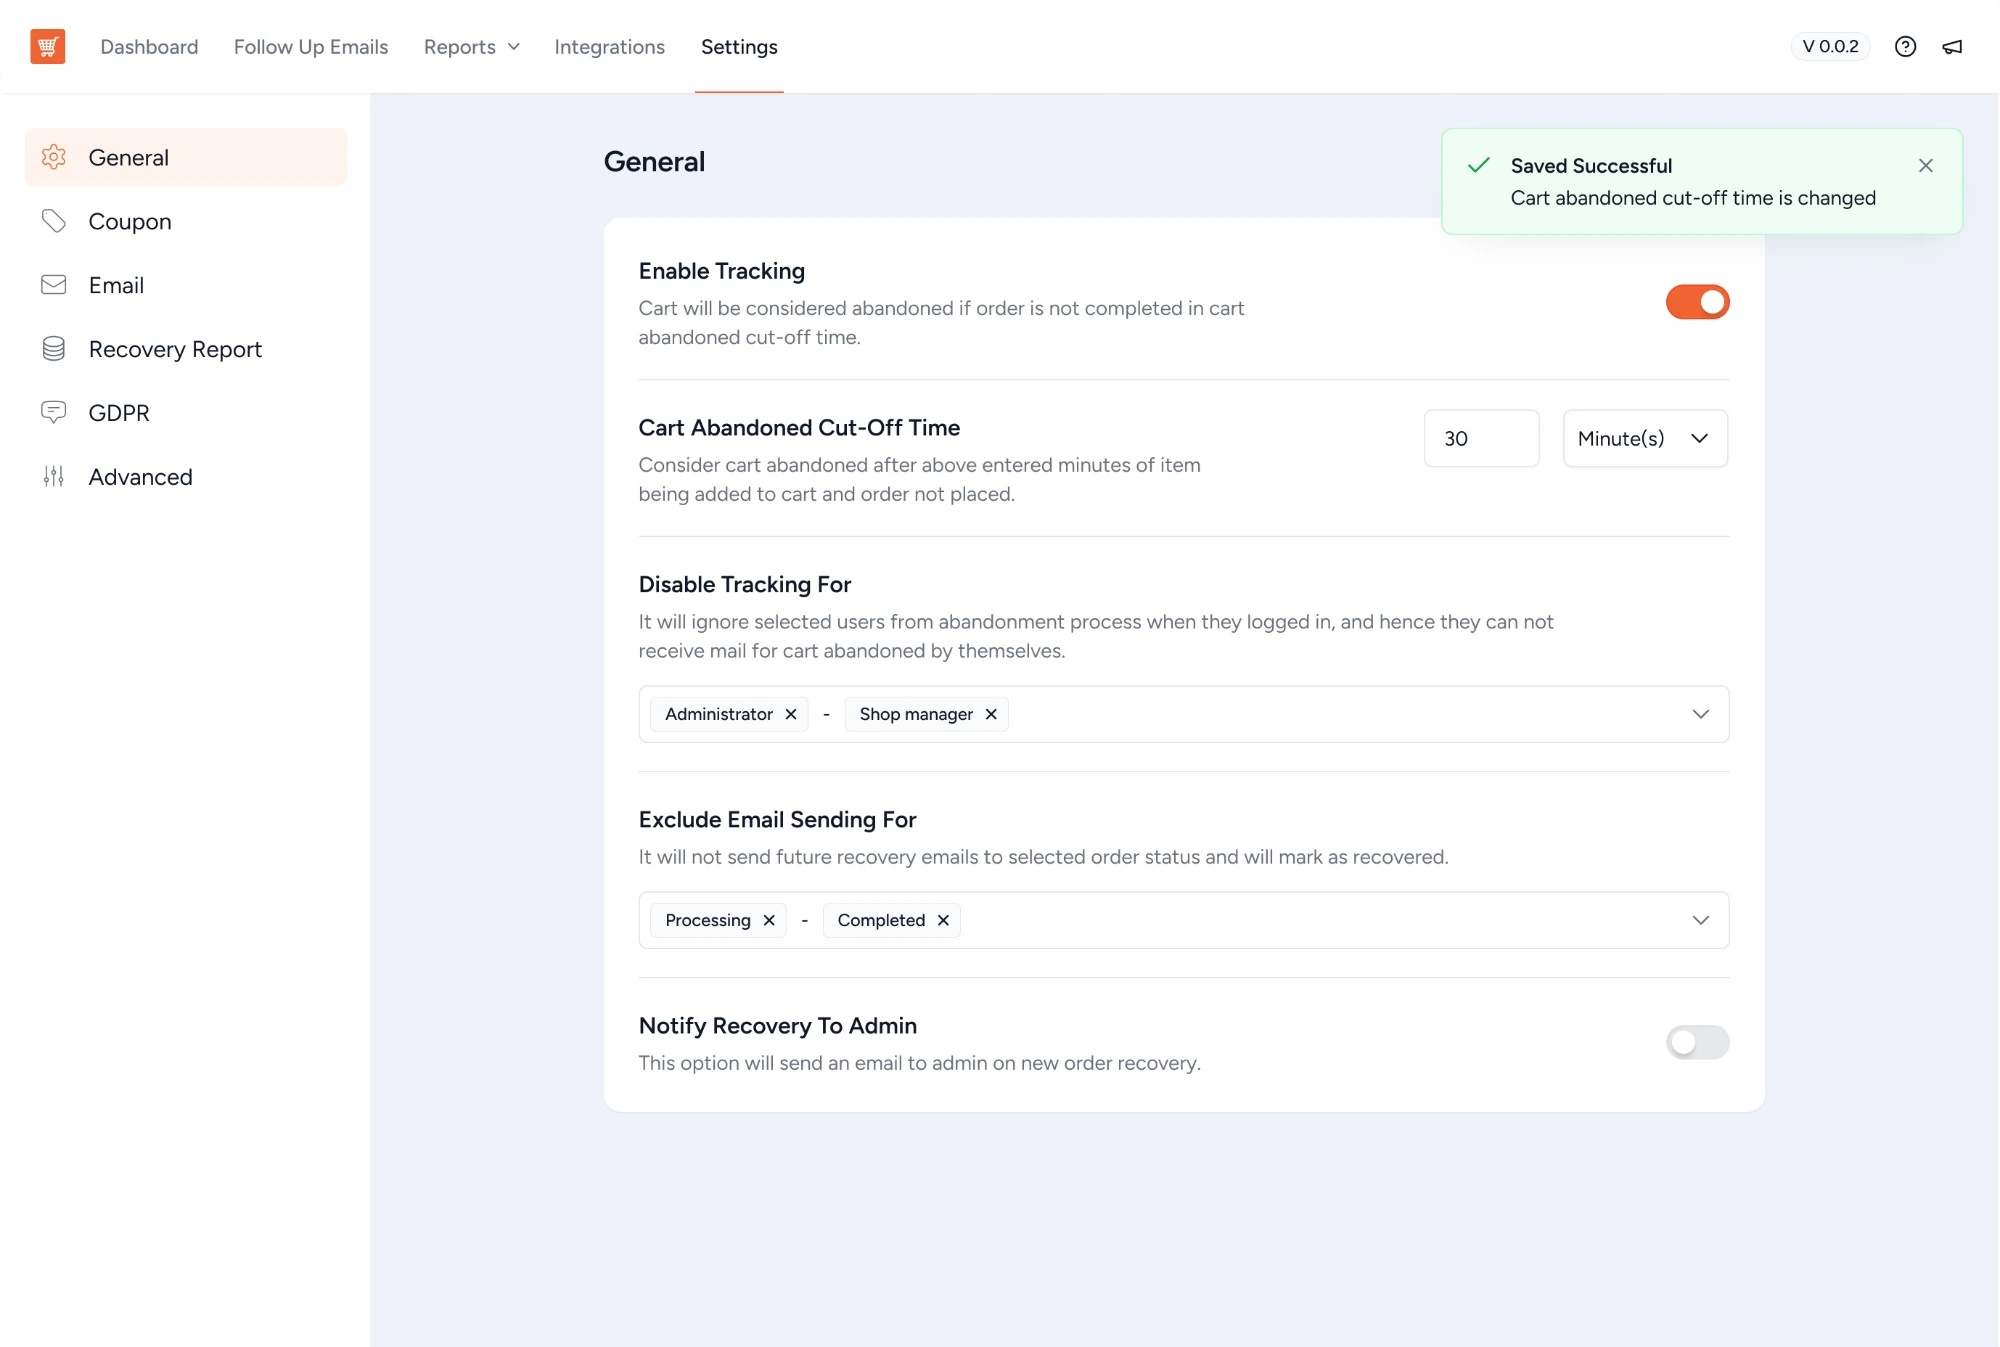 Dashboard
Follow Up Emails
Reports
Integrations
Settings
V 0.0.2
General
Coupon
Email
Recovery Report
GDPR
Advanced
General
Saved Successful
Cart abandoned cut-off time is changed
Enable Tracking
Cart will be considered abandoned if order is not completed in cart
abandoned cut-off time.
Cart Abandoned Cut-Off Time
Consider cart abandoned after above entered minutes of item
being added to cart and order not placed.
30
Minute(s)
Disable Tracking For
It will ignore selected users from abandonment process when they logged in, and hence they can not
receive mail for cart abandoned by themselves.
Administrator - Shop manager
Exclude Email Sending For
It will not send future recovery emails to selected order status and will mark as recovered.
Processing - Completed
Notify Recovery To Admin
This option will send an email to admin on new order recovery.